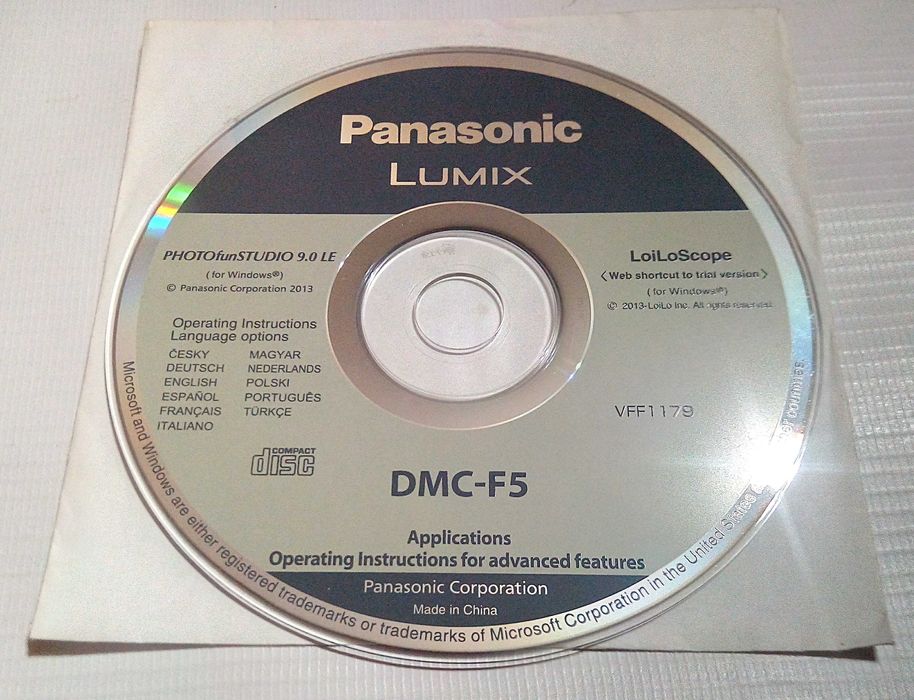 Panasonic
LUMIX
PHOTOfunSTUDIO 9.0 LE
(for Windows®)
© Panasonic Corporation 2013
LoiLoScope
(Web shortcut to trial version)
(for Windows®)
© 2013-LoiLo Inc. All rights reserved
Operating Instructions
Language options
ČESKY
DEUTSCH
ENGLISH
ESPAÑOL
FRANÇAIS
ITALIANO
MAGYAR
NEDERLANDS
POLSKI
PORTUGUÊS
TÜRKÇE
VFF1179
COMPACT
disc
DMC-F5
Applications
Operating Instructions for advanced features
Panasonic Corporation
Made in China
Microsoft and Windows are either registered trademarks or trademarks of Microsoft Corporation in the United States countries.